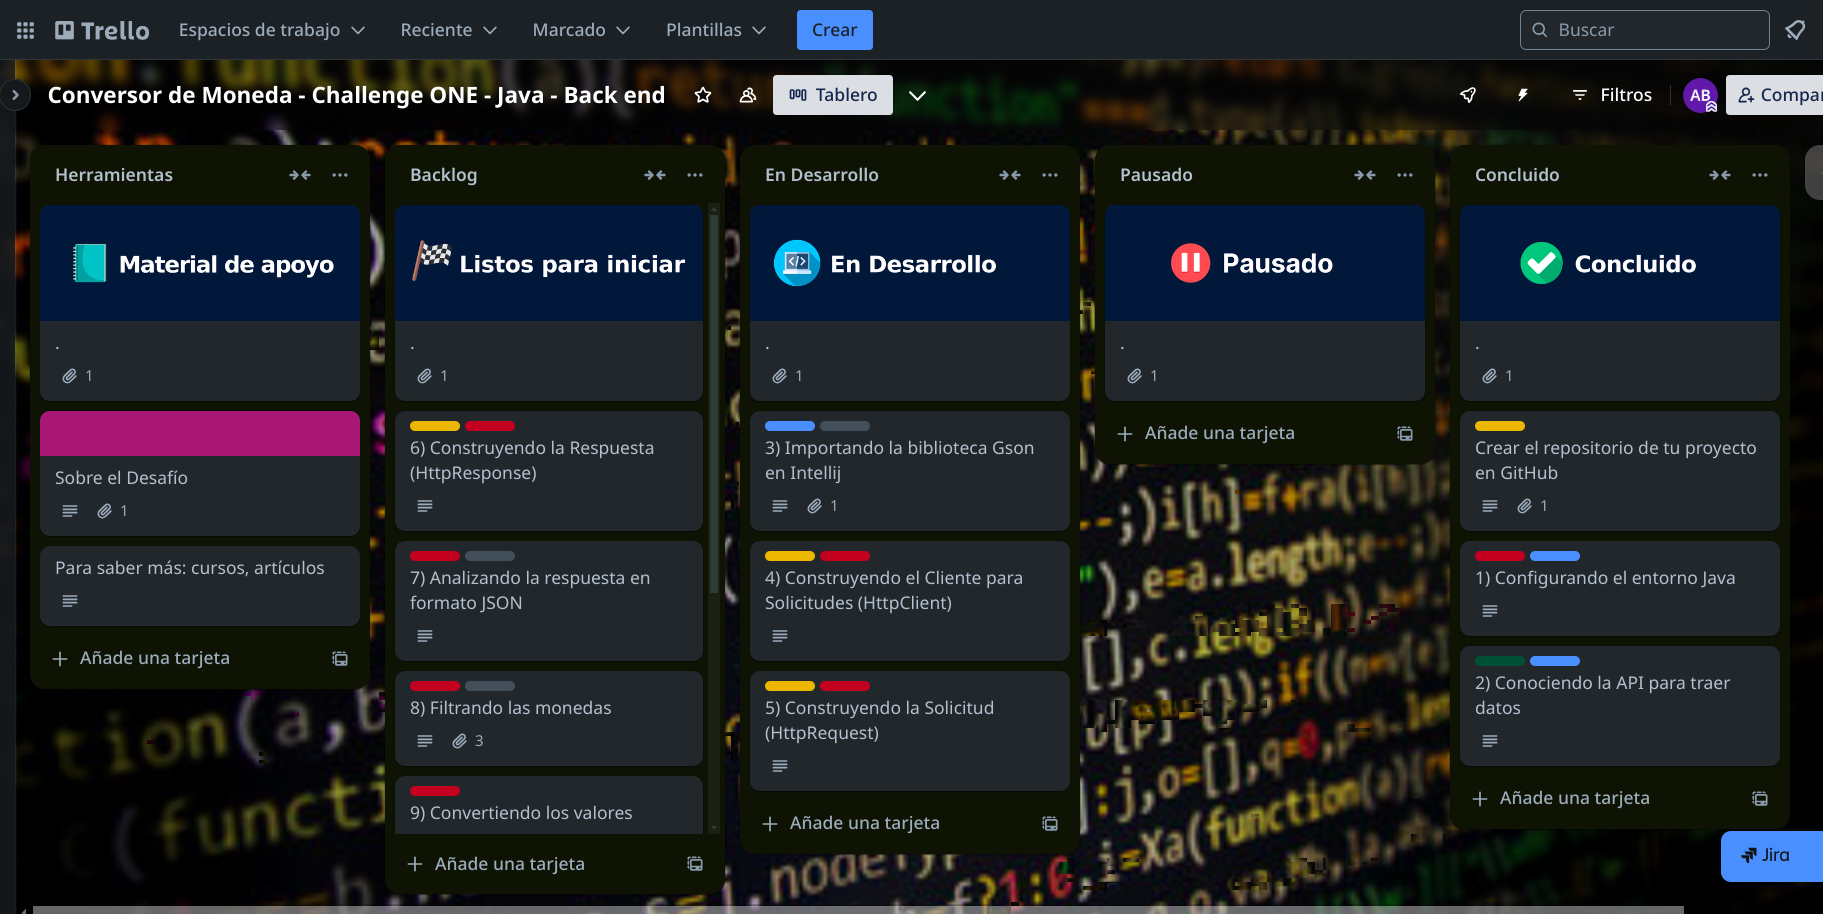 Trello
Espacios de trabajo
Reciente
Marcado
Plantillas
Crear
Buscar
Conversor de Moneda - Challenge ONE - Java - Back end
Tablero
Filtros
AB
Herramientas
Material de apoyo
.
1
Sobre el Desafío
1
Para saber más: cursos, artículos
Añade una tarjeta
Backlog
Listos para iniciar
.
1
6) Construyendo la Respuesta
(HttpResponse)
7) Analizando la respuesta en
formato JSON
8) Filtrando las monedas
3
9) Convertiendo los valores
Añade una tarjeta
En Desarrollo
</> En Desarrollo
.
1
3) Importando la biblioteca Gson
en Intellij
1
4) Construyendo el Cliente para
Solicitudes (HttpClient)
5) Construyendo la Solicitud
(HttpRequest)
Añade una tarjeta
Pausado
Pausado
.
1
Añade una tarjeta
Concluido
Concluido
.
1
Crear el repositorio de tu proyecto
en GitHub
1
1) Configurando el entorno Java
2) Conociendo la API para traer
datos
Añade una tarjeta
Jira